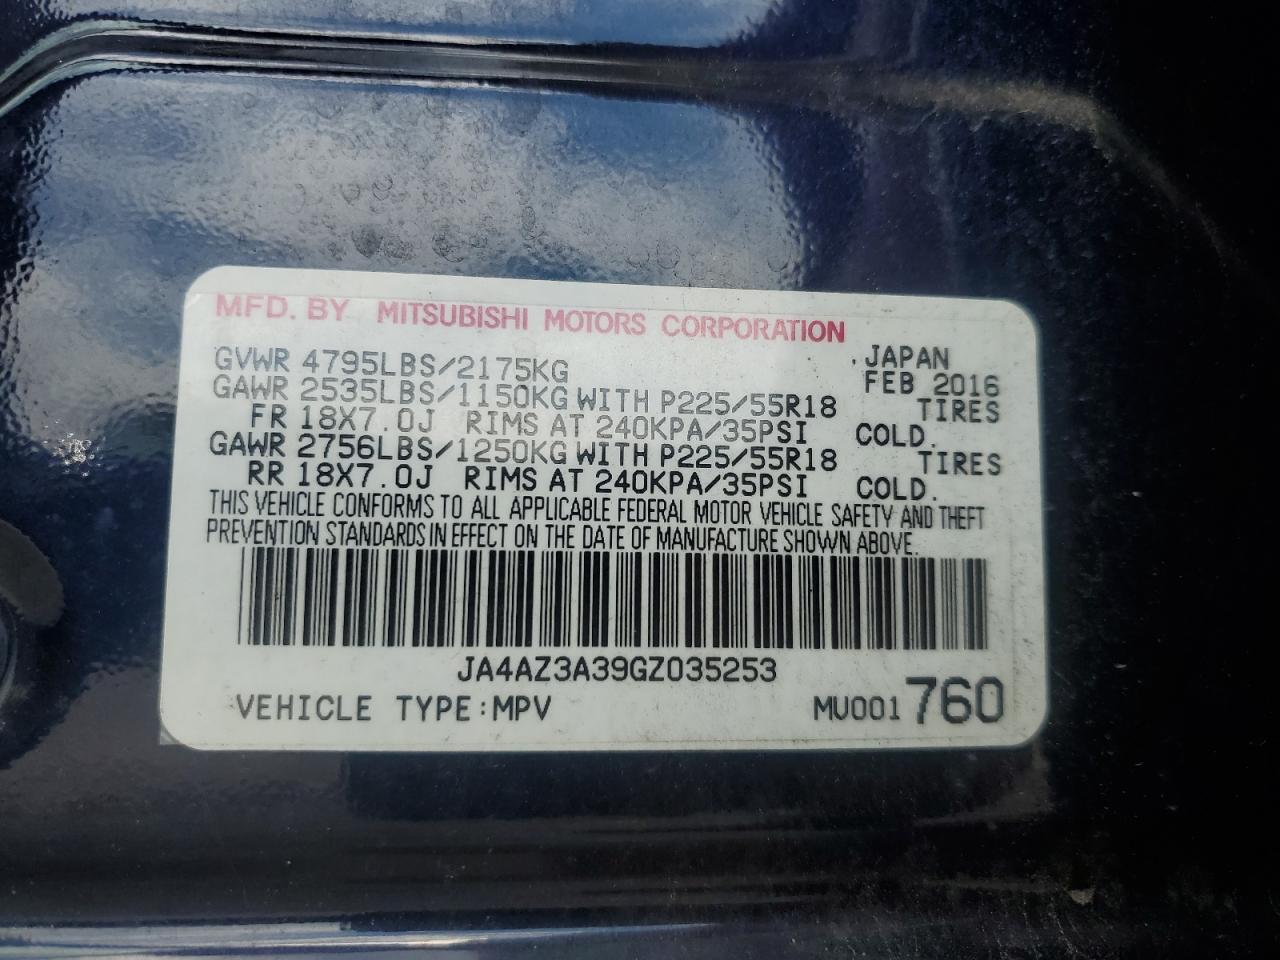 MFD. BY MITSUBISHI MOTORS CORPORATION
GVWR 4795LBS/2175KG .JAPAN
GAWR 2535LBS/1150KG WITH P225/55R18 FEB 2016
FR 18X7.0J RIMS AT 240KPA/35PSI TIRES
GAWR 2756LBS/1250KG WITH P225/55R18 COLD.
RR 18X7.0J RIMS AT 240KPA/35PSI TIRES
COLD.
THIS VEHICLE CONFORMS TO ALL APPLICABLE FEDERAL MOTOR VEHICLE SAFETY AND THEFT
PREVENTION STANDARDS IN EFFECT ON THE DATE OF MANUFACTURE SHOWN ABOVE.
JA4AZ3A39GZ035253
VEHICLE TYPE:MPV MU001 760